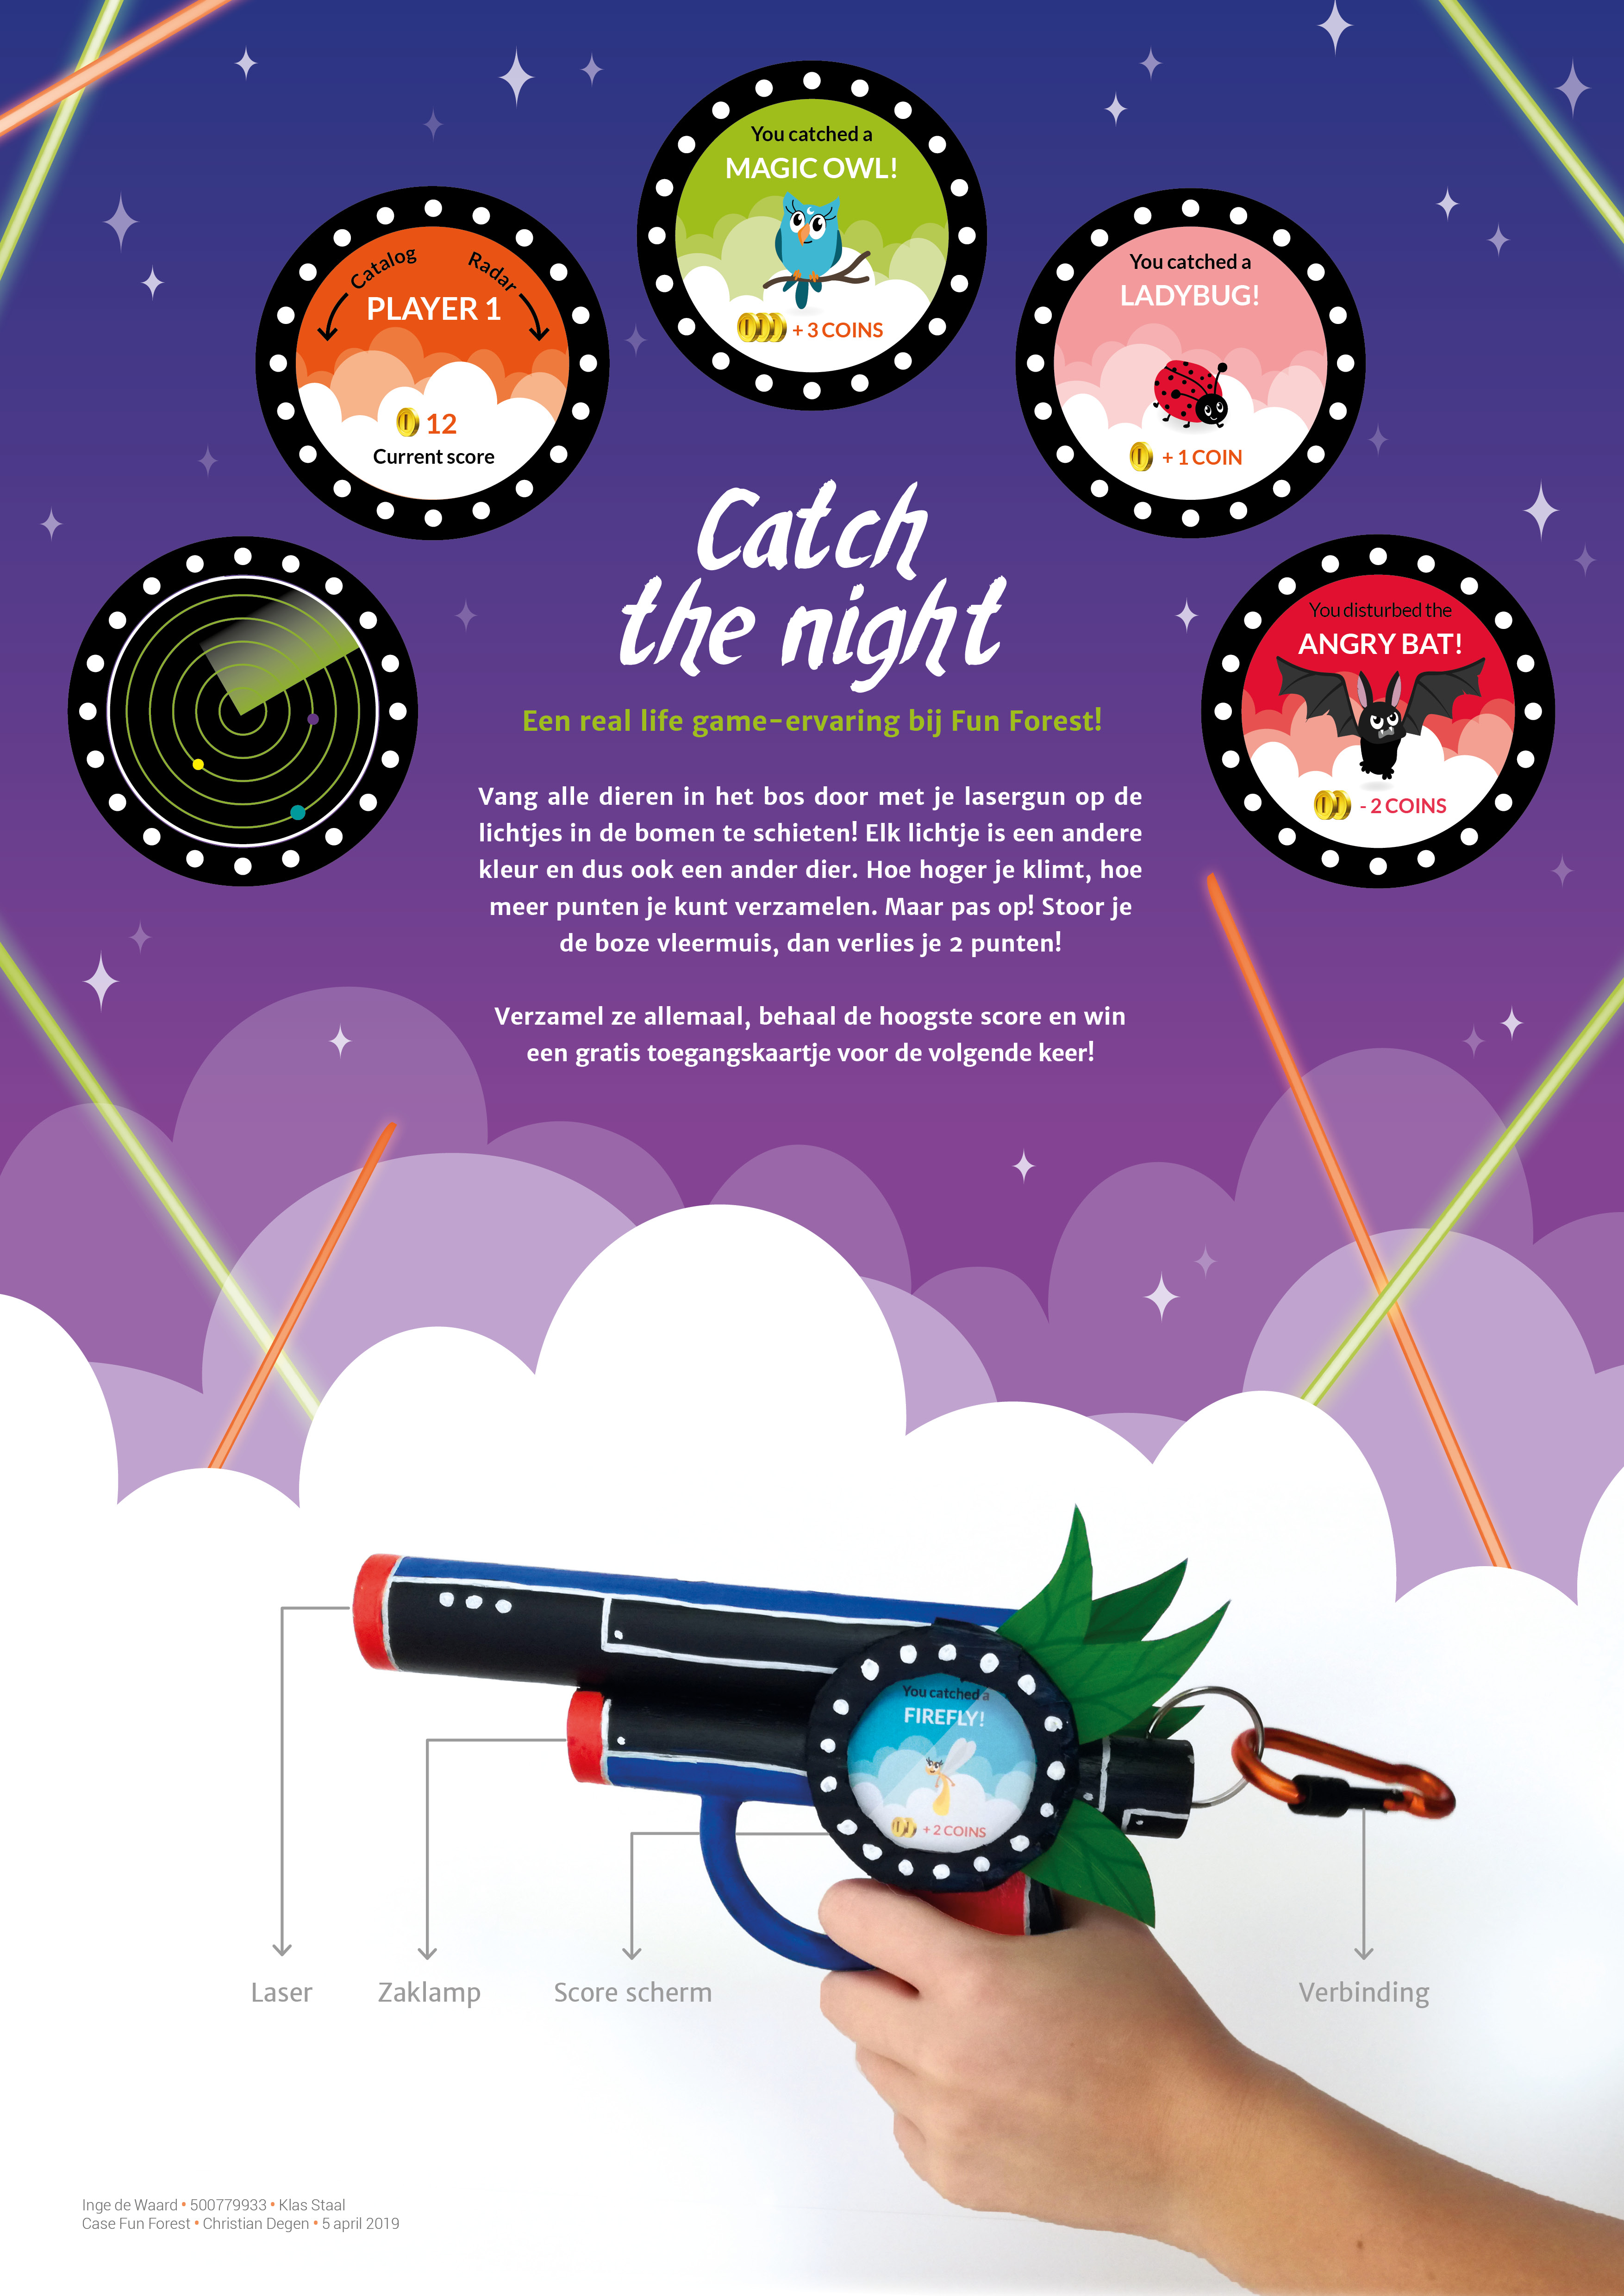 You catched a
MAGIC OWL!
+ 3 COINS
Catalog
Radar
PLAYER 1
12
Current score
You catched a
LADYBUG!
+ 1 COIN
You disturbed the
ANGRY BAT!
- 2 COINS
Catch
the night
Een real life game-ervaring bij Fun Forest!
Vang alle dieren in het bos door met je lasergun op de
lichtjes in de bomen te schieten! Elk lichtje is een andere
kleur en dus ook een ander dier. Hoe hoger je klimt, hoe
meer punten je kunt verzamelen. Maar pas op! Stoor je
de boze vleermuis, dan verlies je 2 punten!
Verzamel ze allemaal, behaal de hoogste score en win
een gratis toegangskaartje voor de volgende keer!
You catched a
FIREFLY!
+ 2 COINS
Laser
Zaklamp
Score scherm
Verbinding
Inge de Waard • 500779933 • Klas Staal
Case Fun Forest • Christian Degen • 5 april 2019